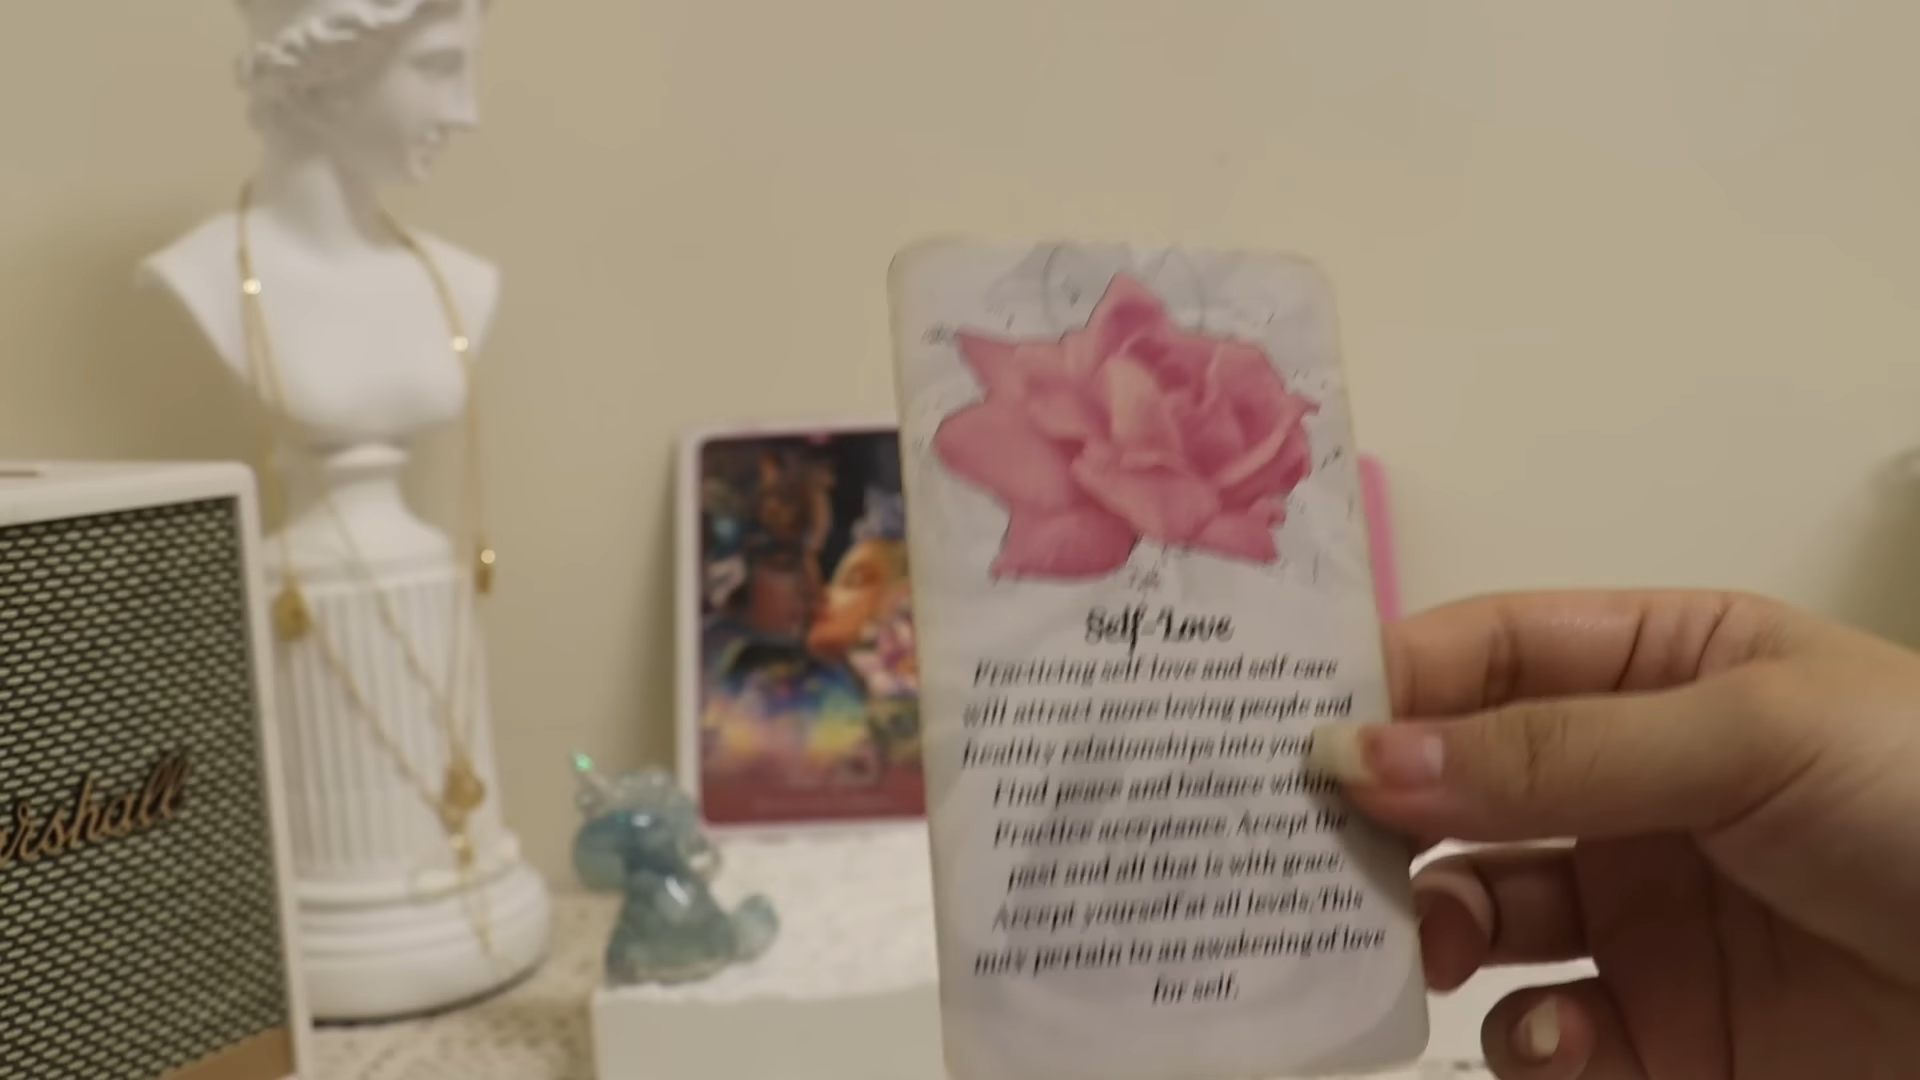 Self-Love
Practicing self-love and self-care
will attract more loving people and
healthy relationships into your
Find peace and balance within.
Practice acceptance. Accept the
past and all that is with grace.
Accept yourself at all levels. This
may pertain to an awakening of love
for self.
arshall